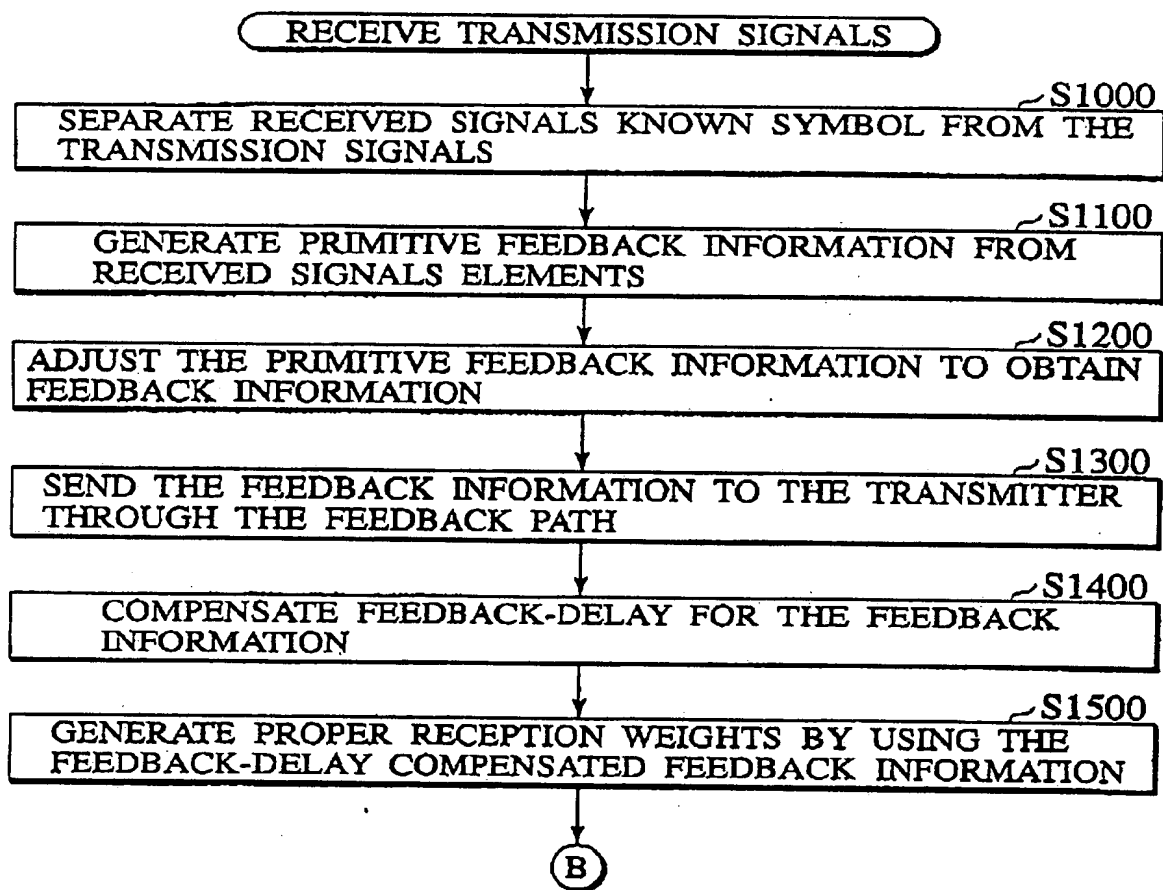 RECEIVE TRANSMISSION SIGNALS
S1000
SEPARATE RECEIVED SIGNALS KNOWN SYMBOL FROM THE
TRANSMISSION SIGNALS
S1100
GENERATE PRIMITIVE FEEDBACK INFORMATION FROM
RECEIVED SIGNALS ELEMENTS
S1200
ADJUST THE PRIMITIVE FEEDBACK INFORMATION TO OBTAIN
FEEDBACK INFORMATION
S1300
SEND THE FEEDBACK INFORMATION TO THE TRANSMITTER
THROUGH THE FEEDBACK PATH
S1400
COMPENSATE FEEDBACK-DELAY FOR THE FEEDBACK
INFORMATION
S1500
GENERATE PROPER RECEPTION WEIGHTS BY USING THE
FEEDBACK-DELAY COMPENSATED FEEDBACK INFORMATION
B